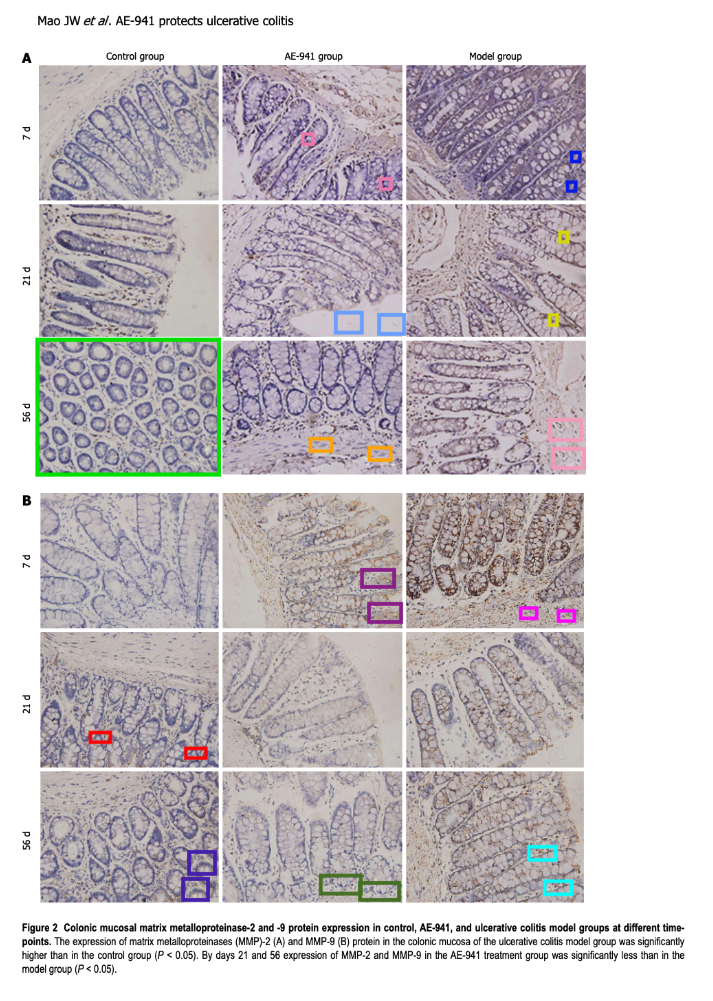 Mao JW et al. AE-941 protects ulcerative colitis
A
Control group
AE-941 group
Model group
7 d
21 d
56 d
B
7 d
21 d
56 d
Figure 2 Colonic mucosal matrix metalloproteinase-2 and -9 protein expression in control, AE-941, and ulcerative colitis model groups at different time-
points. The expression of matrix metalloproteinases (MMP)-2 (A) and MMP-9 (B) protein in the colonic mucosa of the ulcerative colitis model group was significantly
higher than in the control group (P < 0.05). By days 21 and 56 expression of MMP-2 and MMP-9 in the AE-941 treatment group was significantly less than in the
model group (P < 0.05).